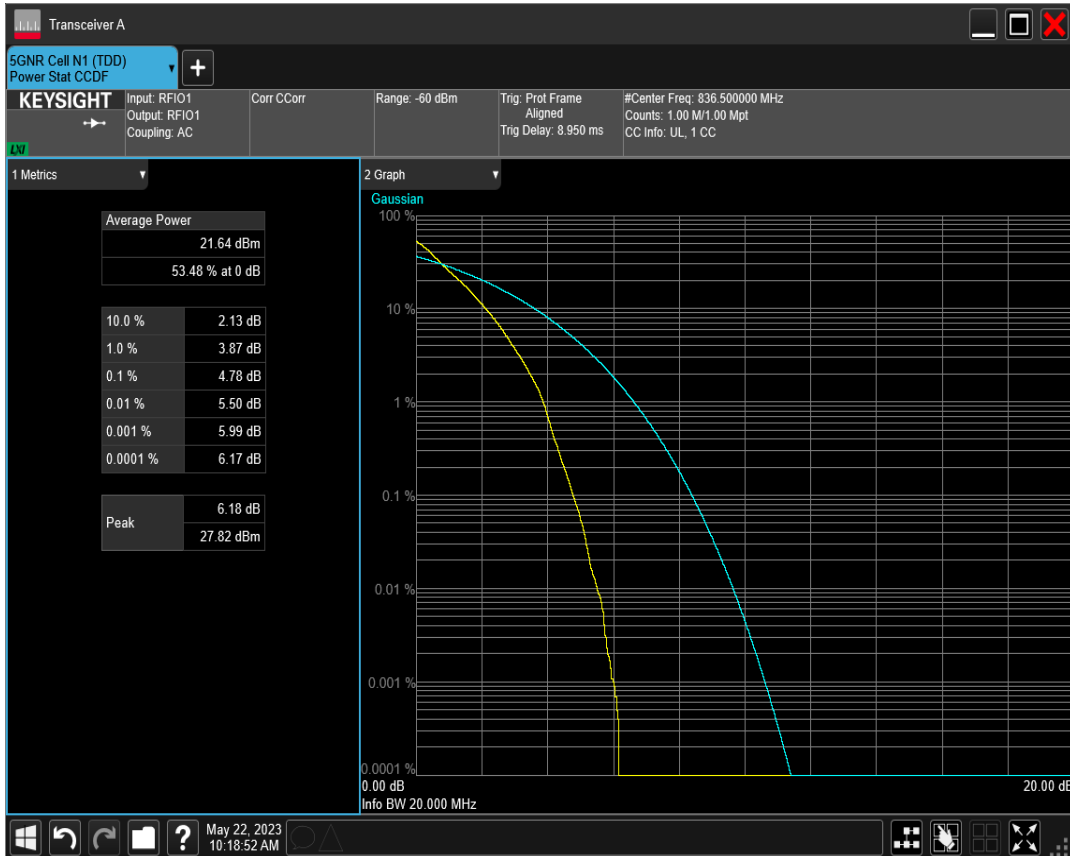 Transceiver A
5GNR Cell N1 (TDD)
Power Stat CCDF
+
KEYSIGHT
LXI
Input: RFIO1
Output: RFIO1
Coupling: AC
Corr CCorr
Range: -60 dBm
Trig: Prot Frame
Aligned
Trig Delay: 8.950 ms
#Center Freq: 836.500000 MHz
Counts: 1.00 M/1.00 Mpt
CC Info: UL, 1 CC
1 Metrics
Average Power
21.64 dBm
53.48 % at 0 dB
10.0 % 2.13 dB
1.0 % 3.87 dB
0.1 % 4.78 dB
0.01 % 5.50 dB
0.001 % 5.99 dB
0.0001 % 6.17 dB
Peak
6.18 dB
27.82 dBm
2 Graph
Gaussian
100 %
10 %
1 %
0.1 %
0.01 %
0.001 %
0.0001 %
0.00 dB 20.00 dB
Info BW 20.000 MHz
?
May 22, 2023
10:18:52 AM